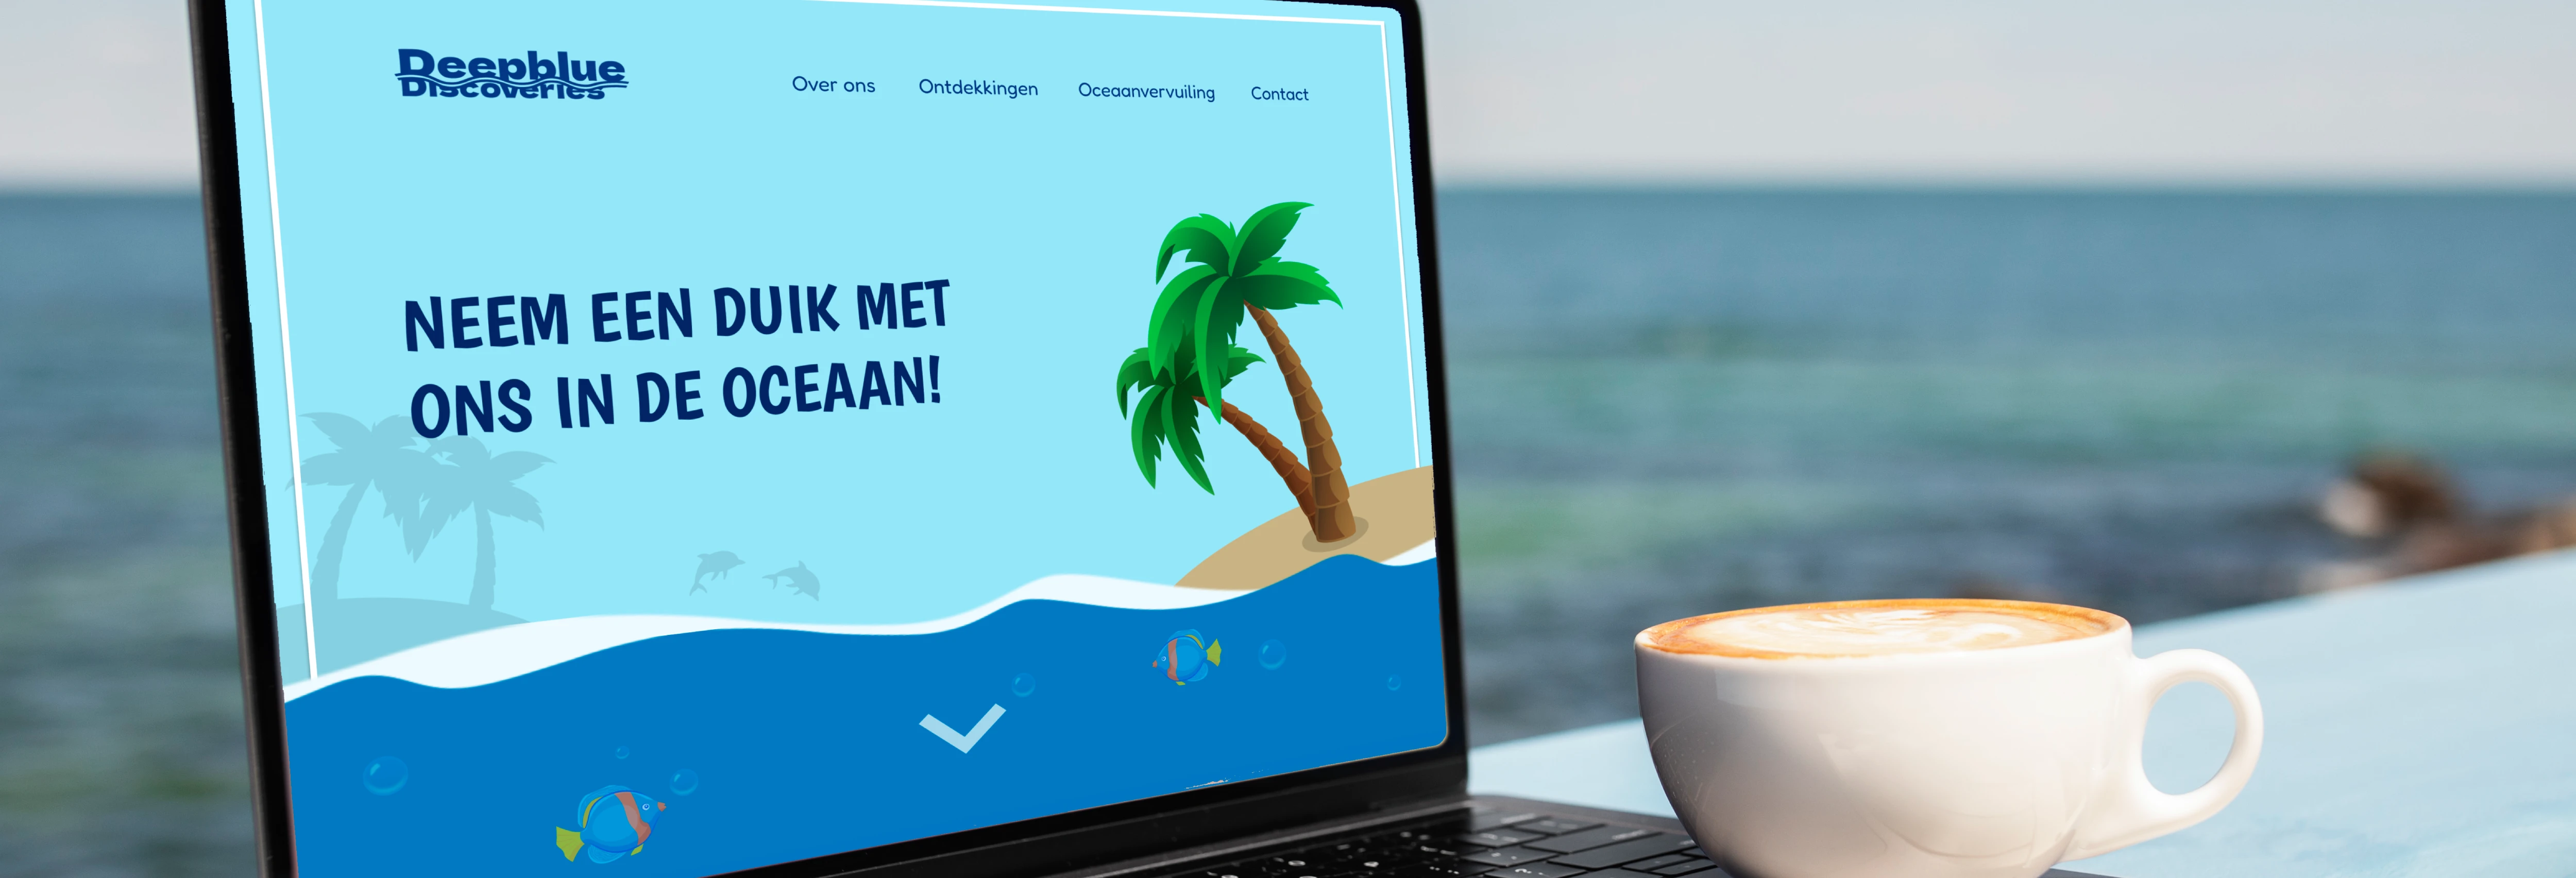 Deepblue
Discoveries
Over ons
Ontdekkingen
Oceaanvervuiling
Contact
NEEM EEN DUIK MET
ONS IN DE OCEAAN!